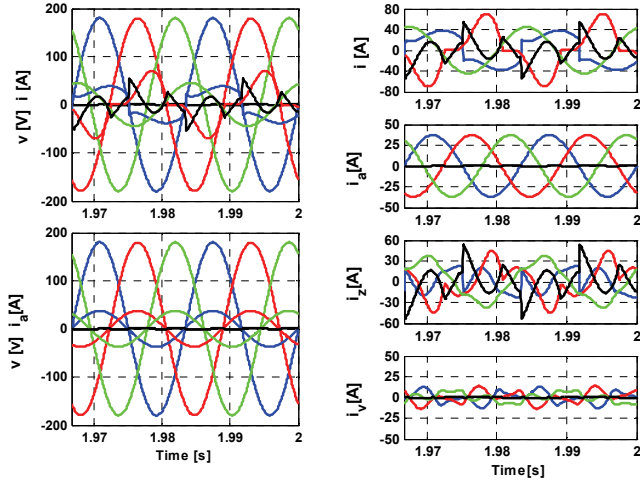 v [V] i [A]
200
100
0
-100
-200
1.97 1.98 1.99 2
v [V] i_a[A]
200
100
0
-100
-200
1.97 1.98 1.99 2
Time [s]
i [A]
80
40
0
-40
-80
1.97 1.98 1.99 2
i_a[A]
50
25
0
-25
-50
1.97 1.98 1.99 2
i_z[A]
60
30
0
-30
-60
1.97 1.98 1.99 2
i_v[A]
50
25
0
25
50
1.97 1.98 1.99 2
Time[s]